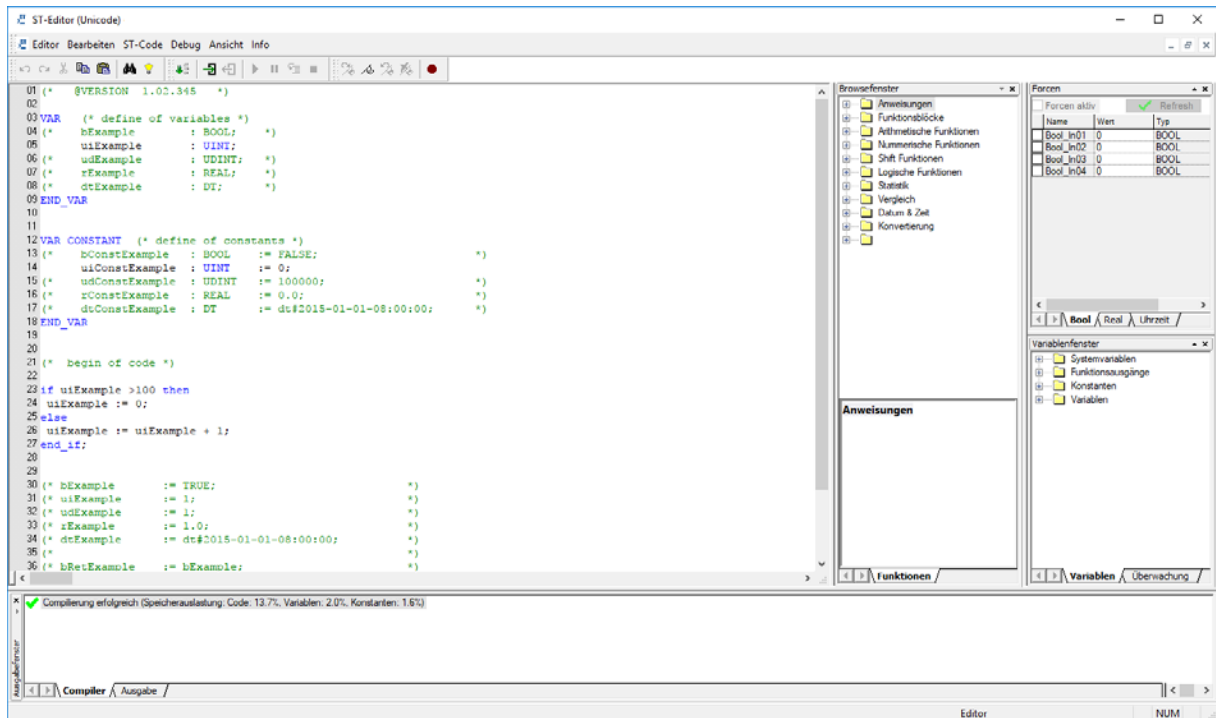 ST-Editor (Unicode)
Editor Bearbeiten ST-Code Debug Ansicht Info
01 (* @VERSION 1.02.345 *)
02
03 VAR (* define of variables *)
04 (* bExample : BOOL; *)
05 uiExample : UINT;
06 (* udExample : UDINT; *)
07 (* rExample : REAL; *)
08 (* dtExample : DT; *)
09 END_VAR
10
11
12 VAR CONSTANT (* define of constants *)
13 (* bConstExample : BOOL := FALSE; *)
14 uiConstExample : UINT := 0;
15 (* udConstExample : UDINT := 100000; *)
16 (* rConstExample : REAL := 0.0; *)
17 (* dtConstExample : DT := dt#2015-01-01-08:00:00; *)
18 END_VAR
19
20
21 (* begin of code *)
22
23 if uiExample >100 then
24 uiExample := 0;
25 else
26 uiExample := uiExample + 1;
27 end_if;
28
29
30 (* bExample := TRUE; *)
31 (* uiExample := 1; *)
32 (* udExample := 1; *)
33 (* rExample := 1.0; *)
34 (* dtExample := dt#2015-01-01-08:00:00; *)
35 (* *)
36 (* bRetExample := bExample; *)
Browsefenster
Anweisungen
Funktionsblöcke
Arithmetische Funktionen
Nummerische Funktionen
Shift Funktionen
Logische Funktionen
Statistik
Vergleich
Datum & Zeit
Konvertierung
Anweisungen
Funktionen
Forcen
Forcen aktiv Refresh
Name Wert Typ
Bool_In01 0 BOOL
Bool_In02 0 BOOL
Bool_In03 0 BOOL
Bool_In04 0 BOOL
Bool Real Uhrzeit
Variablenfenster
Systemvariablen
Funktionsausgänge
Konstanten
Variablen
Variablen Überwachung
Compilierung erfolgreich (Speicherauslastung: Code: 13.7%, Variablen: 2.0%, Konstanten: 1.6%)
Ausgabefenster
Compiler Ausgabe
Editor NUM